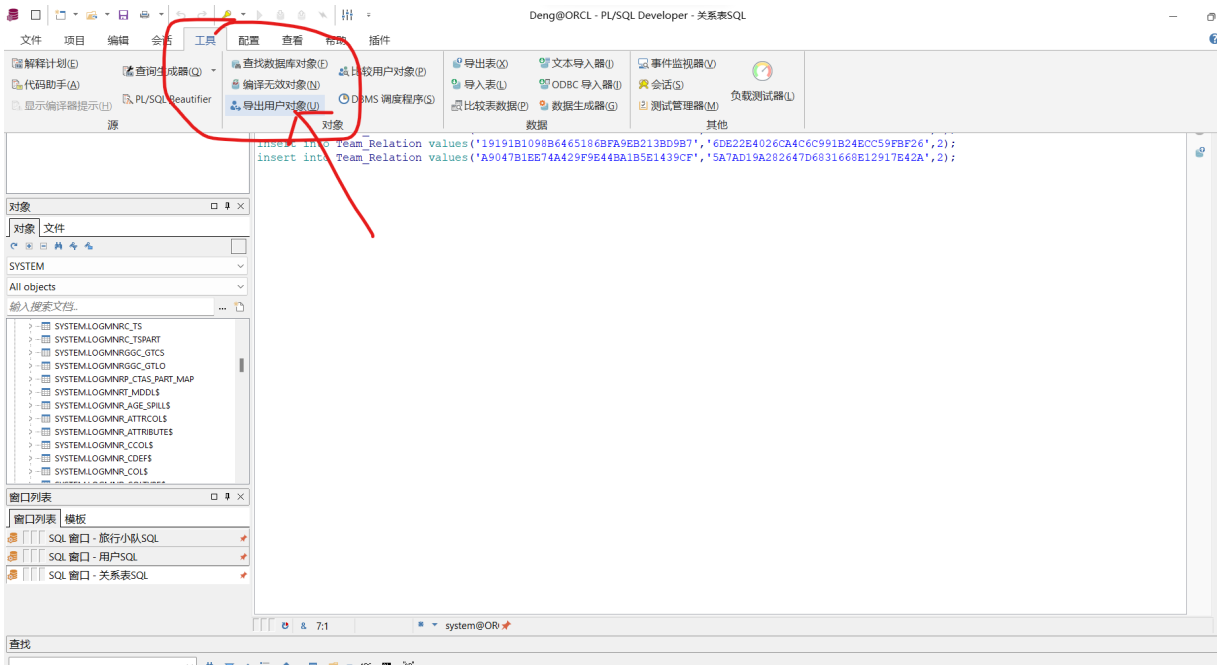 Deng@ORCL - PL/SQL Developer - 关系表SQL
文件 项目 编辑 会话 工具 配置 查看 帮助 插件
解释计划(E) 查询生成器(Q) 查找数据库对象(F) 比较用户对象(P) 导出表(X) 文本导入器(I) 事件监视器(V)
代码助手(A) 编译无效对象(N) 导入表(L) ODBC 导入器(I) 会话(S) 负载测试器(L)
显示编译器提示(H) PL/SQL Beautifier 导出用户对象(U) DBMS 调度程序(S) 比较表数据(P) 数据生成器(G) 测试管理器(M)
源 对象 数据 其他
insert into Team_Relation values('19191B1098B6465186BFA9EB213BD9B7','6DE22E4026CA4C6C991B24ECC59FBF26',2);
insert into Team_Relation values('A9047B1EE74A429F9E44BA1B5E1439CF','5A7AD19A282647D6831668E12917E42A',2);
对象
对象 文件
SYSTEM
All objects
输入搜索文档..
SYSTEM.LOGMNRC_TS
SYSTEM.LOGMNRC_TSPART
SYSTEM.LOGMNRGGC_GTCS
SYSTEM.LOGMNRGGC_GTLO
SYSTEM.LOGMNRP_CTAS_PART_MAP
SYSTEM.LOGMNRT_MDDL$
SYSTEM.LOGMNR_AGE_SPILL$
SYSTEM.LOGMNR_ATTRCOL$
SYSTEM.LOGMNR_ATTRIBUTE$
SYSTEM.LOGMNR_CCOL$
SYSTEM.LOGMNR_CDEF$
SYSTEM.LOGMNR_COL$
窗口列表
窗口列表 模板
SQL 窗口 - 旅行小队SQL
SQL 窗口 - 用户SQL
SQL 窗口 - 关系表SQL
& 7:1 system@OR
查找